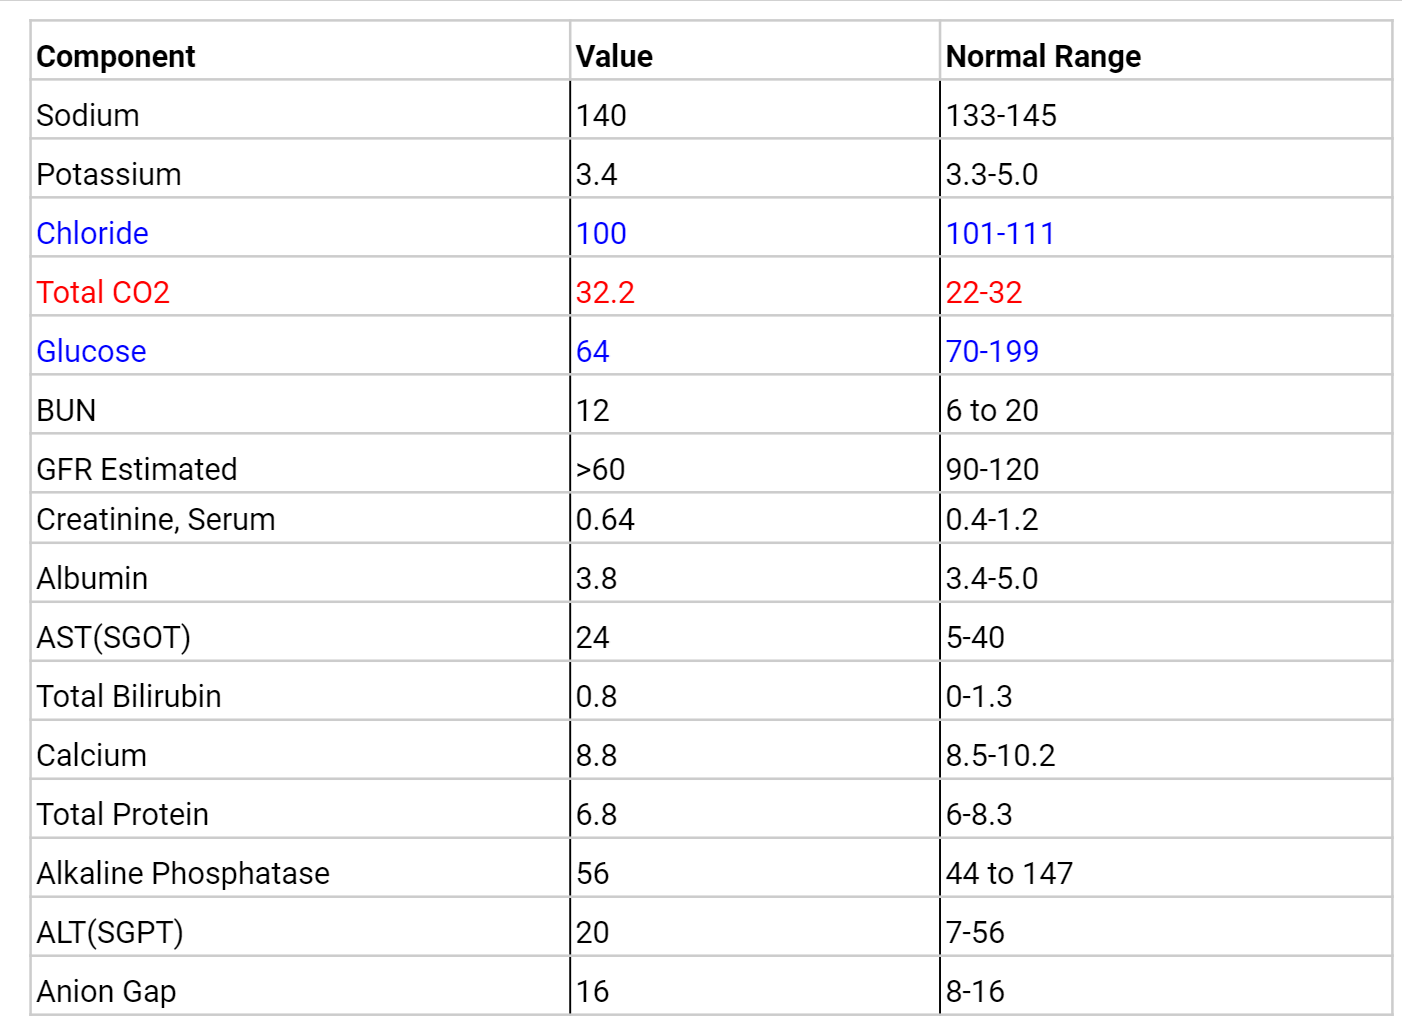 Component Value Normal Range
Sodium 140 133-145
Potassium 3.4 3.3-5.0
Chloride 100 101-111
Total CO2 32.2 22-32
Glucose 64 70-199
BUN 12 6 to 20
GFR Estimated >60 90-120
Creatinine, Serum 0.64 0.4-1.2
Albumin 3.8 3.4-5.0
AST(SGOT) 24 5-40
Total Bilirubin 0.8 0-1.3
Calcium 8.8 8.5-10.2
Total Protein 6.8 6-8.3
Alkaline Phosphatase 56 44 to 147
ALT(SGPT) 20 7-56
Anion Gap 16 8-16